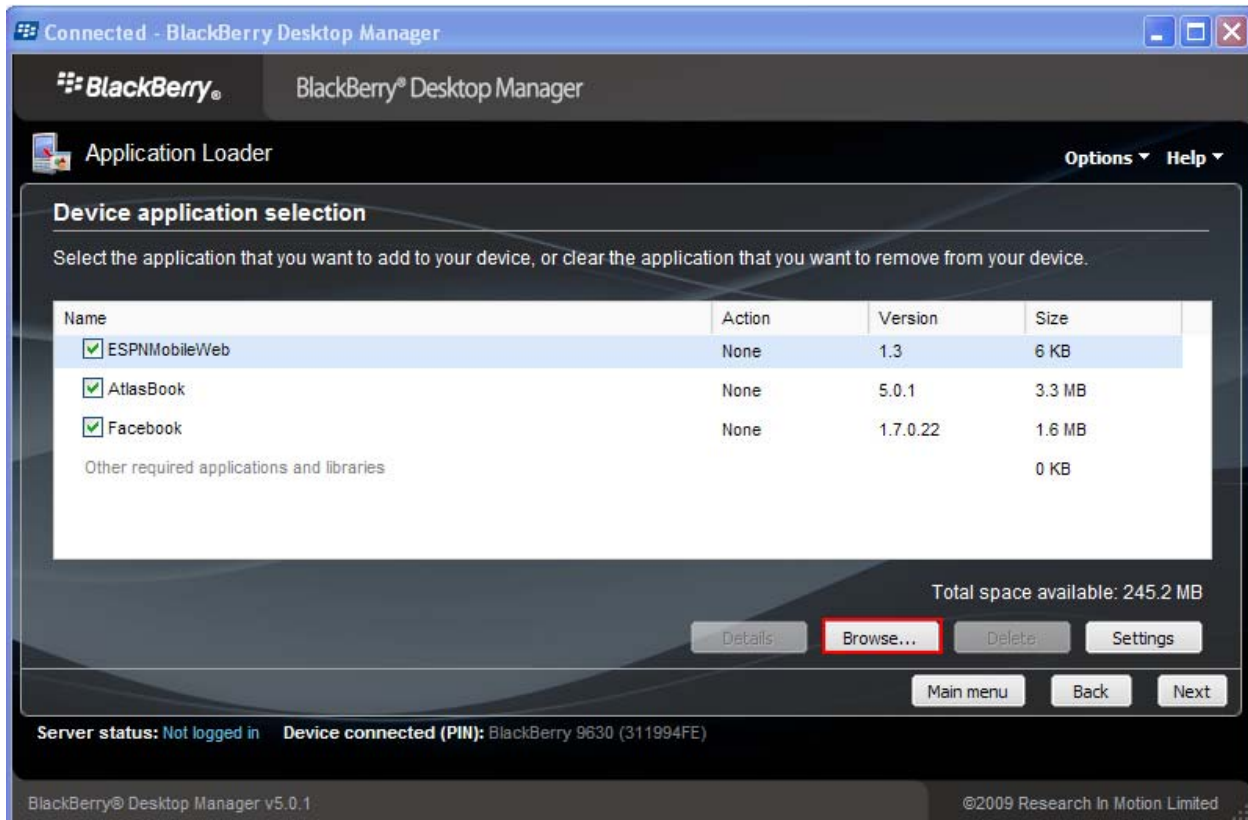 Connected - BlackBerry Desktop Manager
BlackBerry® BlackBerry® Desktop Manager
Application Loader Options Help
Device application selection
Select the application that you want to add to your device, or clear the application that you want to remove from your device.
Name Action Version Size
ESPNMobileWeb None 1.3 6 KB
AtlasBook None 5.0.1 3.3 MB
Facebook None 1.7.0.22 1.6 MB
Other required applications and libraries 0 KB
Total space available: 245.2 MB
Details Browse... Delete Settings
Main menu Back Next
Server status: Not logged in Device connected (PIN): BlackBerry 9630 (311994FE)
BlackBerry® Desktop Manager v5.0.1 ©2009 Research In Motion Limited